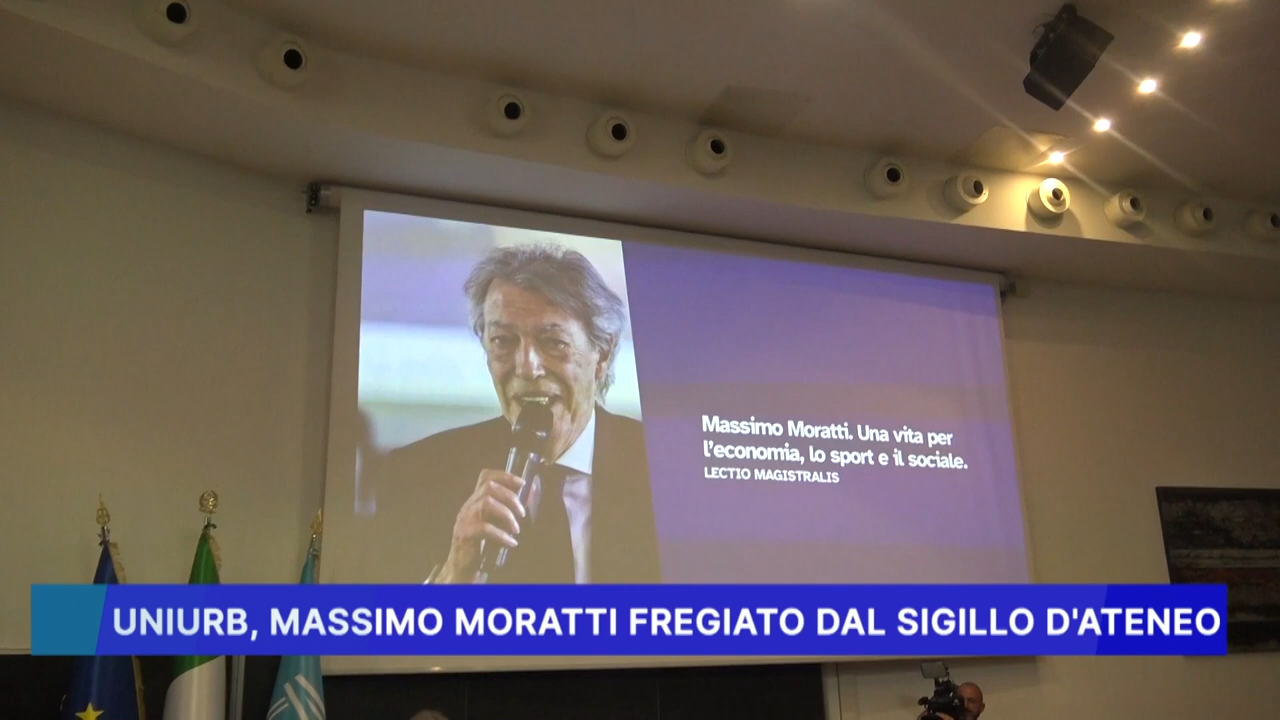 Massimo Moratti. Una vita per
l'economia, lo sport e il sociale.
LECTIO MAGISTRALIS
UNIURB, MASSIMO MORATTI FREGIATO DAL SIGILLO D'ATENEO